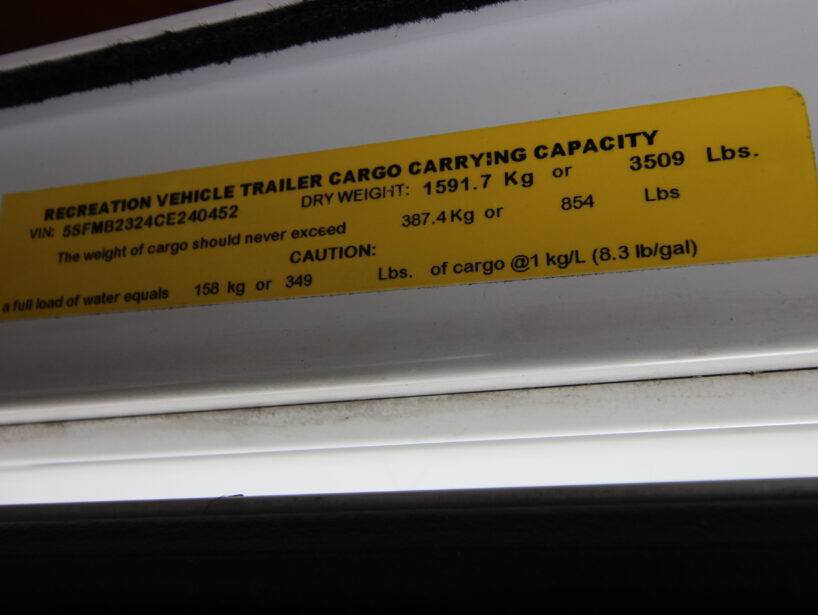 RECREATION VEHICLE TRAILER CARGO CARRYING CAPACITY
VIN: 5SFMB2324CE240452 DRY WEIGHT: 1591.7 Kg or 3509 Lbs.
The weight of cargo should never exceed 387.4 Kg or 854 Lbs
CAUTION:
a full load of water equals 158 kg or 349 Lbs. of cargo @1 kg/L (8.3 lb/gal)